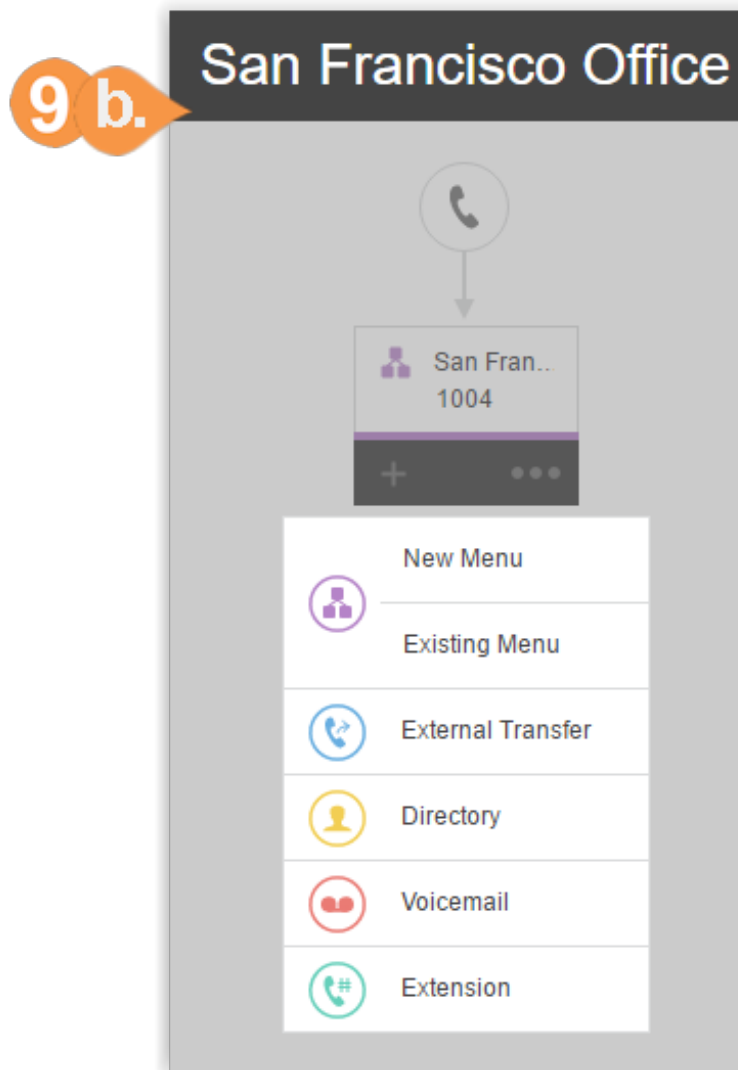 San Francisco Office
9 b.
San Fran..
1004
New Menu
Existing Menu
External Transfer
Directory
Voicemail
Extension